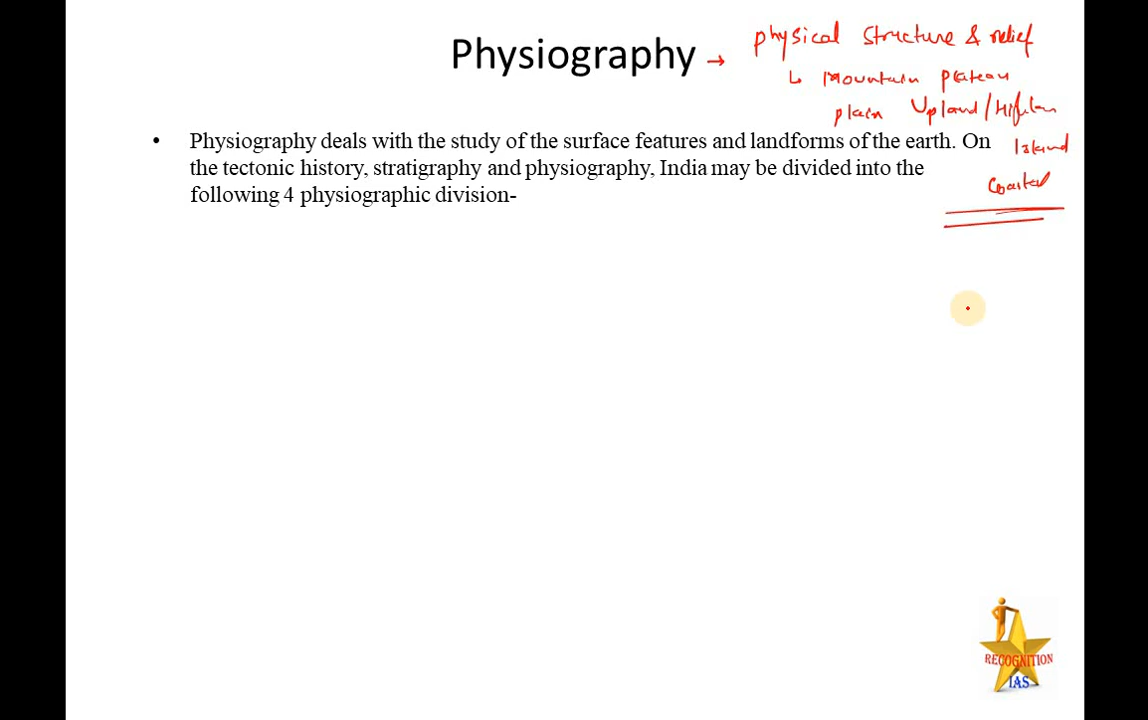 Physiography → physical structure & relief
↳ Mountain plateau
plain Upland/
• Physiography deals with the study of the surface features and landforms of the earth. On
Island
the tectonic history, stratigraphy and physiography, India may be divided into the
coastal
following 4 physiographic division-
RECOGNITION
IAS